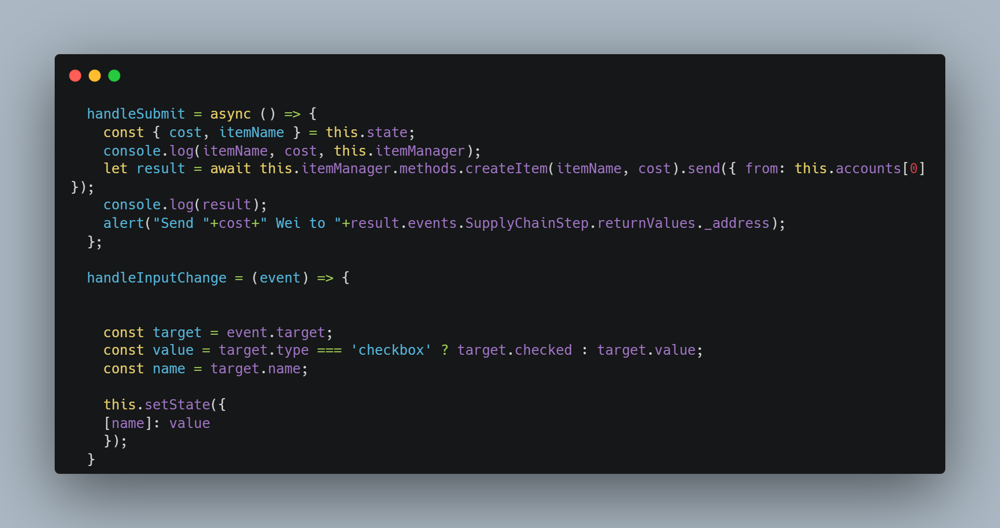 handleSubmit = async () => {
const { cost, itemName } = this.state;
console.log(itemName, cost, this.itemManager);
let result = await this.itemManager.methods.createItem(itemName, cost).send({ from: this.accounts[0]
});
console.log(result);
alert("Send "+cost+" Wei to "+result.events.SupplyChainStep.returnValues._address);
};
handleInputChange = (event) => {
const target = event.target;
const value = target.type === 'checkbox' ? target.checked : target.value;
const name = target.name;
this.setState({
[name]: value
});
}